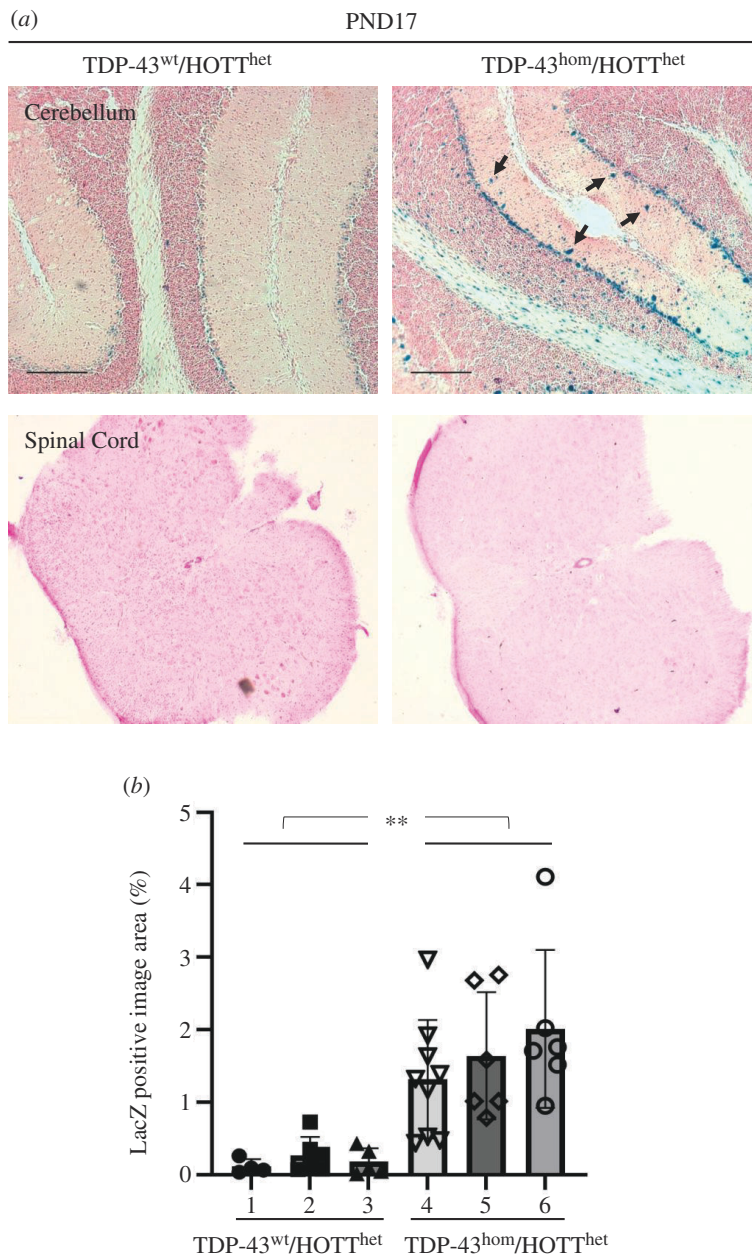 (a)
PND17
TDP-43wt/HOTThet
TDP-43hom/HOTThet
Cerebellum
Spinal Cord
(b)
5
4
3
2
1
0
LacZ positive image area (%)
**
1 2 3 4 5 6
TDP-43wt/HOTThet
TDP-43hom/HOTThet